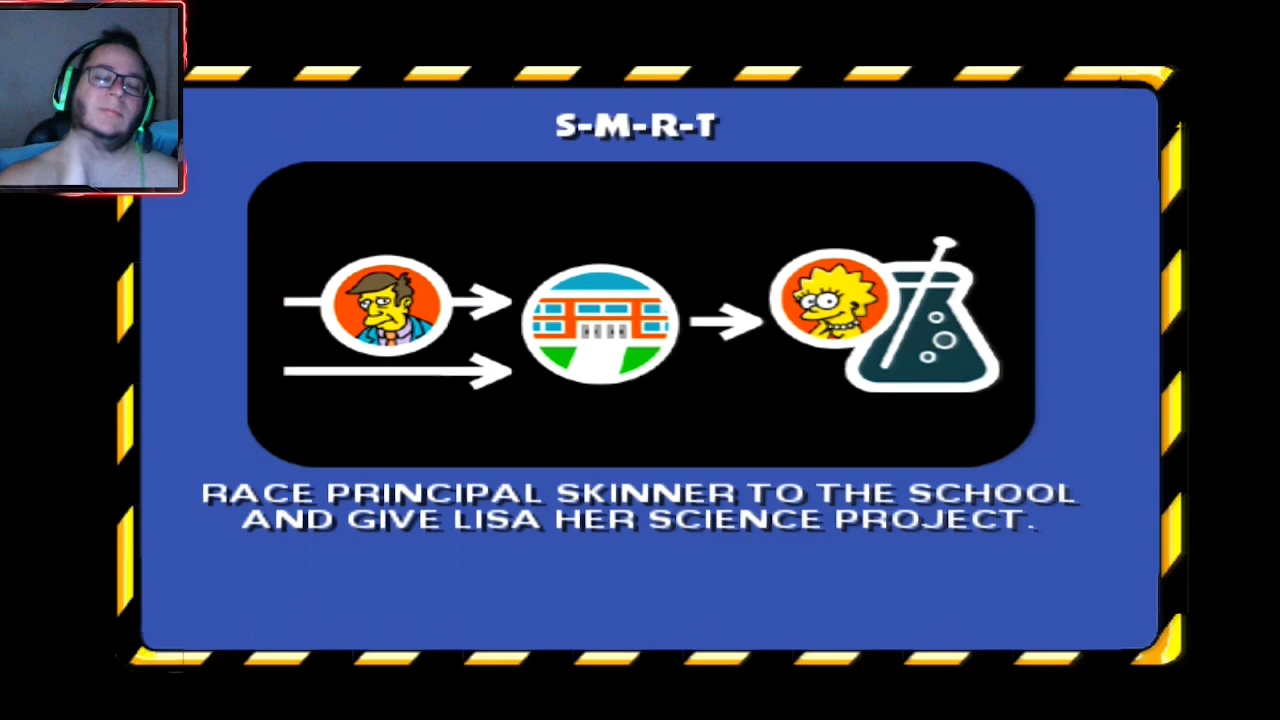 S-M-R-T
RACE PRINCIPAL SKINNER TO THE SCHOOL
AND GIVE LISA HER SCIENCE PROJECT.